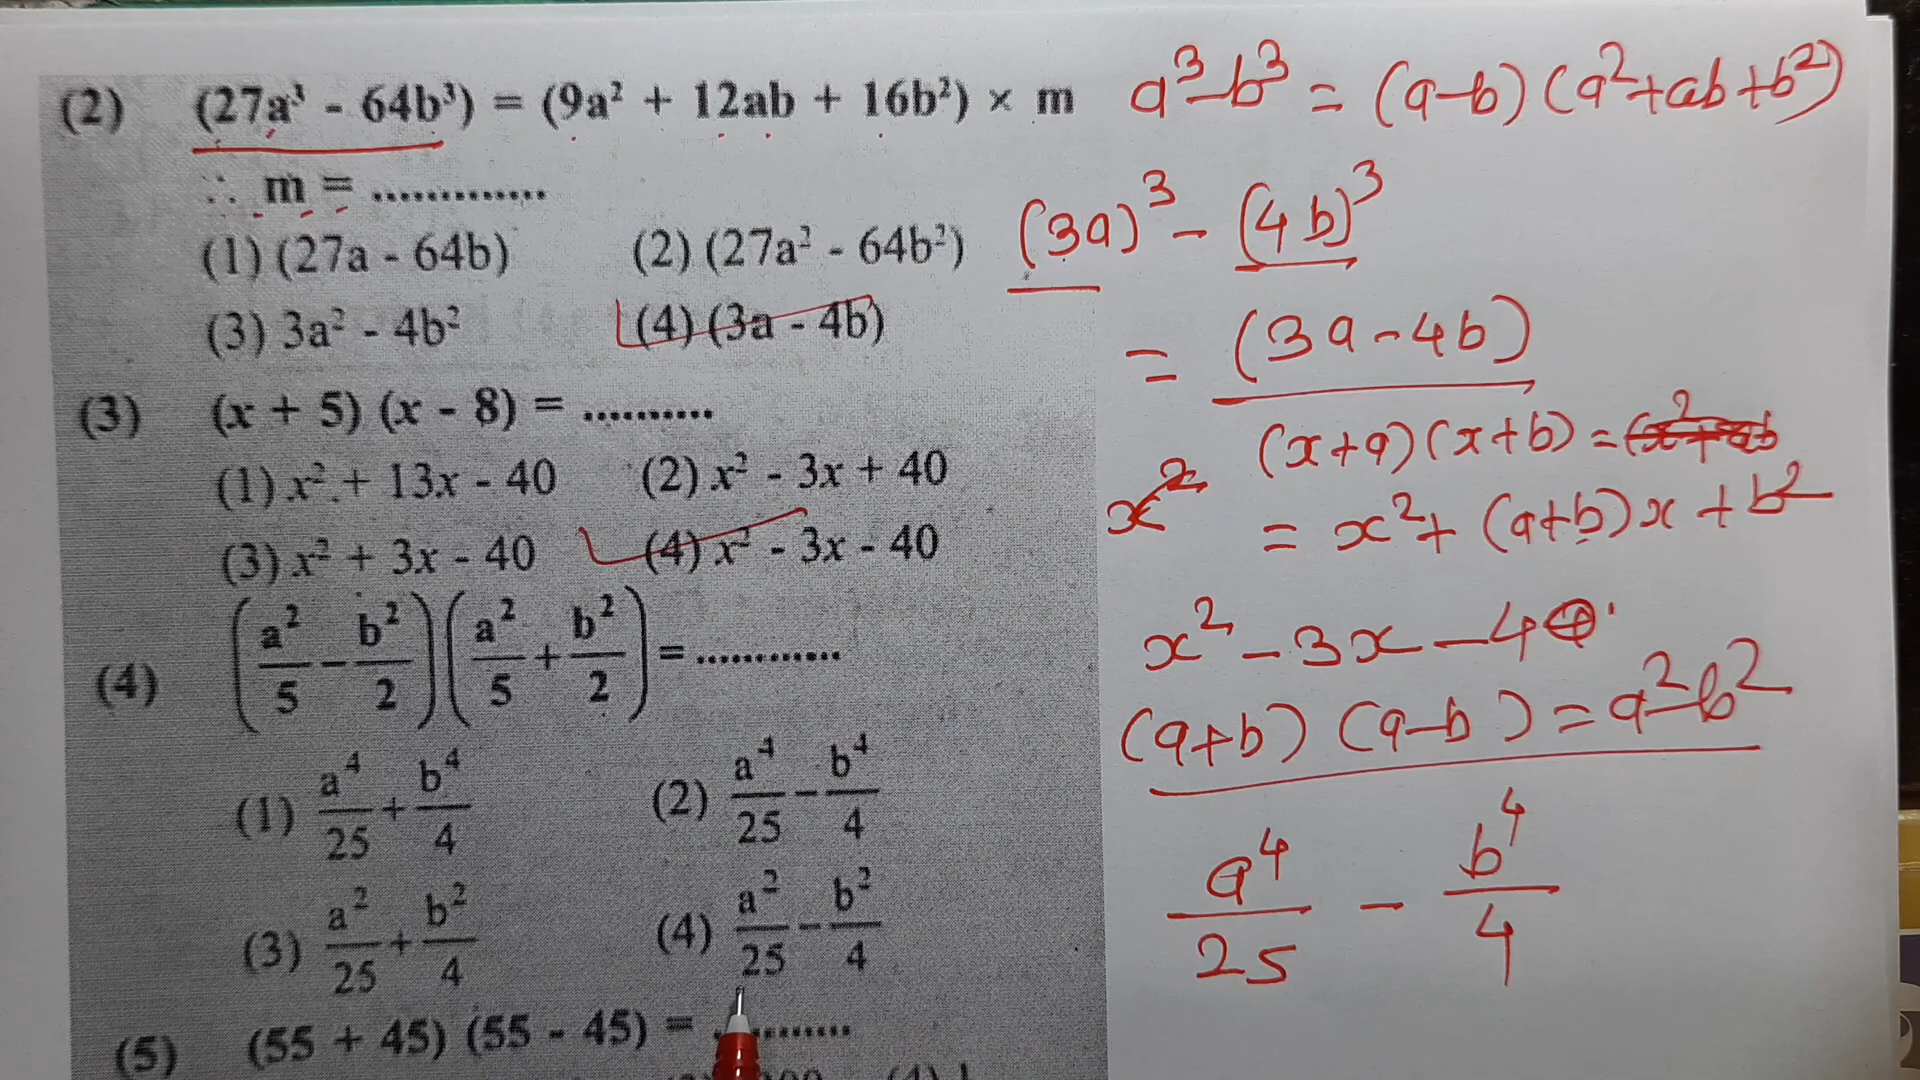 (2) (27a³ - 64b³) = (9a² + 12ab + 16b²) × m
∴ m = .............
(1) (27a - 64b) (2) (27a² - 64b²)
(3) 3a² - 4b² (4) (3a - 4b)
(3) (x + 5) (x - 8) = ..........
(1) x² + 13x - 40 (2) x² - 3x + 40
(3) x² + 3x - 40 (4) x² - 3x - 40
(4) (a²/5 - b²/2)(a²/5 + b²/2) = ............
(1) a⁴/25 + b⁴/4 (2) a⁴/25 - b⁴/4
(3) a²/25 + b²/4 (4) a²/25 - b²/4
(5) (55 + 45) (55 - 45) = ..........
a³-b³ = (a-b) (a²+ab+b²)
(3a)³ - (4b)³
= (3a-4b)
(x+a) (x+b) =
x²
= x²+ (a+b)x + b²
x² - 3x - 40
(a+b) (a-b) = a²-b²
a⁴/25 - b⁴/4